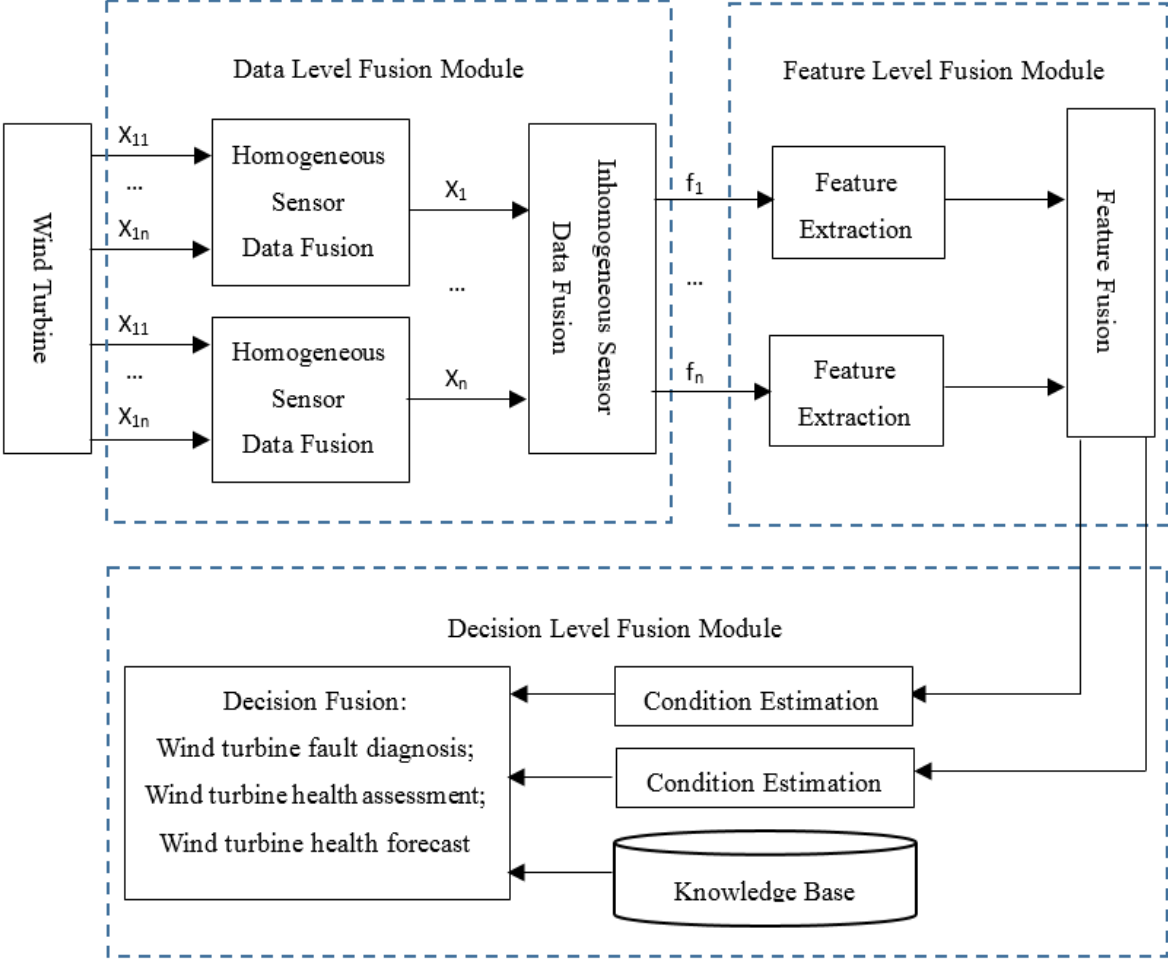 Data Level Fusion Module
Feature Level Fusion Module
Wind Turbine
X11
...
X1n
X11
...
X1n
Homogeneous
Sensor
Data Fusion
Homogeneous
Sensor
Data Fusion
X1
...
Xn
Inhomogeneous Sensor
Data Fusion
f1
...
fn
Feature
Extraction
Feature
Extraction
Feature Fusion
Decision Level Fusion Module
Decision Fusion:
Wind turbine fault diagnosis;
Wind turbine health assessment;
Wind turbine health forecast
Condition Estimation
Condition Estimation
Knowledge Base